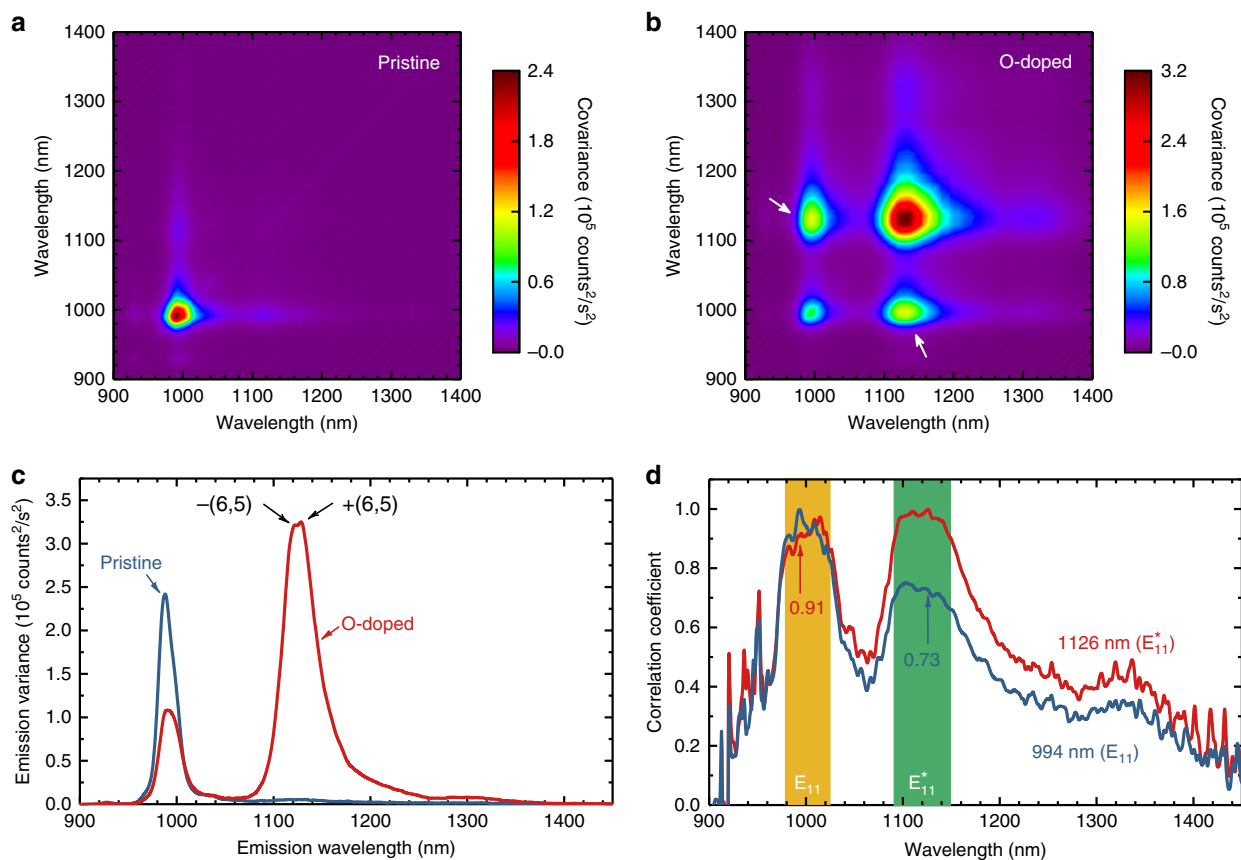 a
1400
1300
1200
1100
1000
900
Wavelength (nm)
Pristine
900 1000 1100 1200 1300 1400
Wavelength (nm)
2.4
1.8
1.2
0.6
–0.0
Covariance (10⁵ counts²/s²)
b
1400
1300
1200
1100
1000
900
Wavelength (nm)
O-doped
900 1000 1100 1200 1300 1400
Wavelength (nm)
3.2
2.4
1.6
0.8
–0.0
Covariance (10⁵ counts²/s²)
c
3.5
3.0
2.5
2.0
1.5
1.0
0.5
0.0
Emission variance (10⁵ counts²/s²)
–(6,5) +(6,5)
Pristine
O-doped
900 1000 1100 1200 1300 1400
Emission wavelength (nm)
d
1.0
0.8
0.6
0.4
0.2
0.0
Correlation coefficient
0.91
0.73
1126 nm (E*₁₁)
994 nm (E₁₁)
E₁₁
E*₁₁
900 1000 1100 1200 1300 1400
Wavelength (nm)